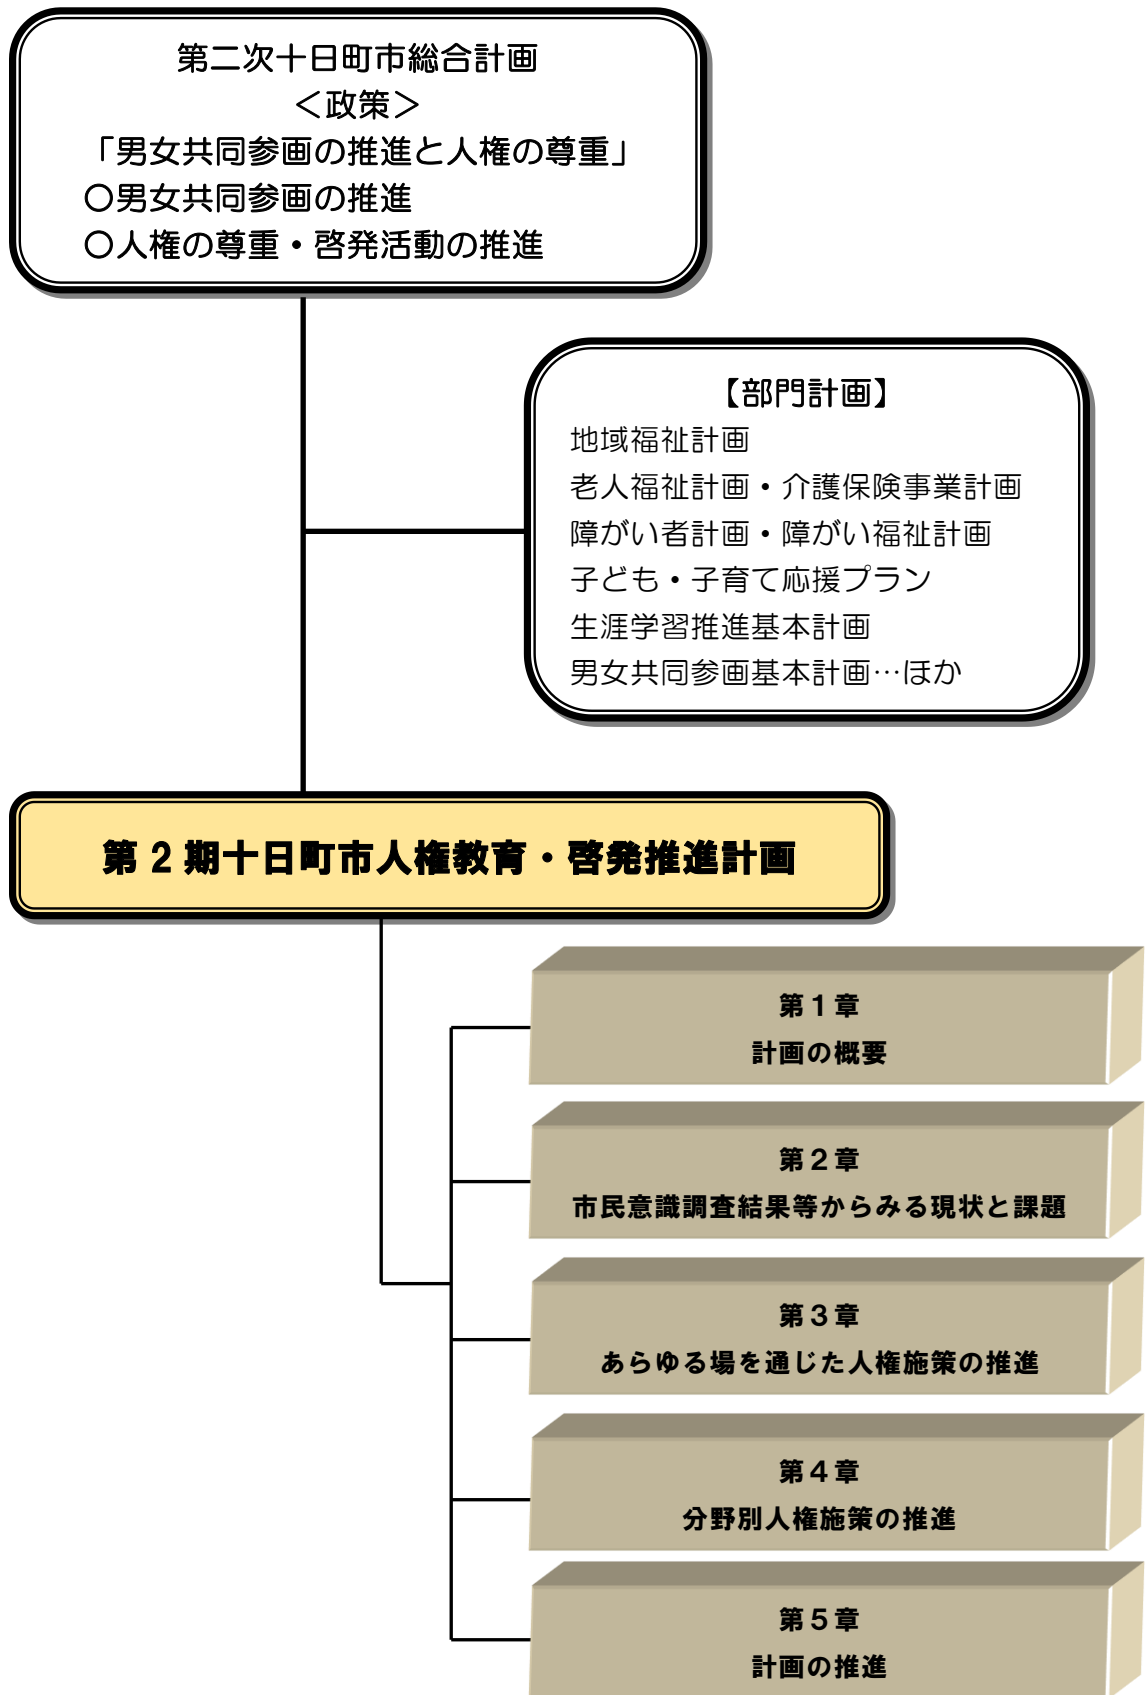 第二次十日町市総合計画
＜政策＞
「男女共同参画の推進と人権の尊重」
○男女共同参画の推進
○人権の尊重・啓発活動の推進
【部門計画】
地域福祉計画
老人福祉計画・介護保険事業計画
障がい者計画・障がい福祉計画
子ども・子育て応援プラン
生涯学習推進基本計画
男女共同参画基本計画…ほか
第２期十日町市人権教育・啓発推進計画
第１章
計画の概要
第２章
市民意識調査結果等からみる現状と課題
第３章
あらゆる場を通じた人権施策の推進
第４章
分野別人権施策の推進
第５章
計画の推進